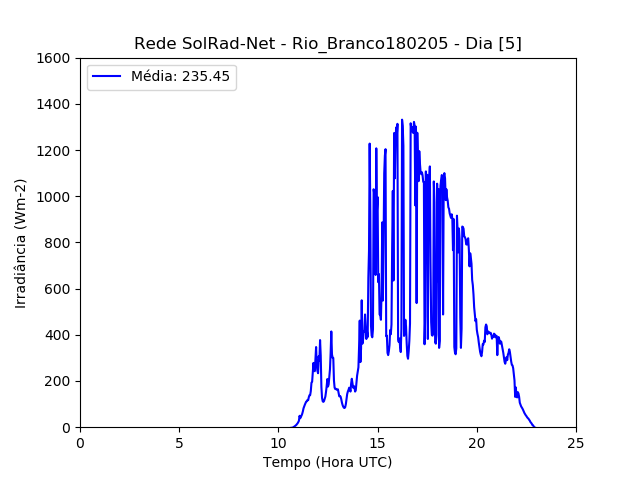 Rede SolRad-Net - Rio_Branco180205 - Dia [5]
Média: 235.45
1600
1400
1200
1000
800
600
400
200
0
Irradiância (Wm-2)
0 5 10 15 20 25
Tempo (Hora UTC)